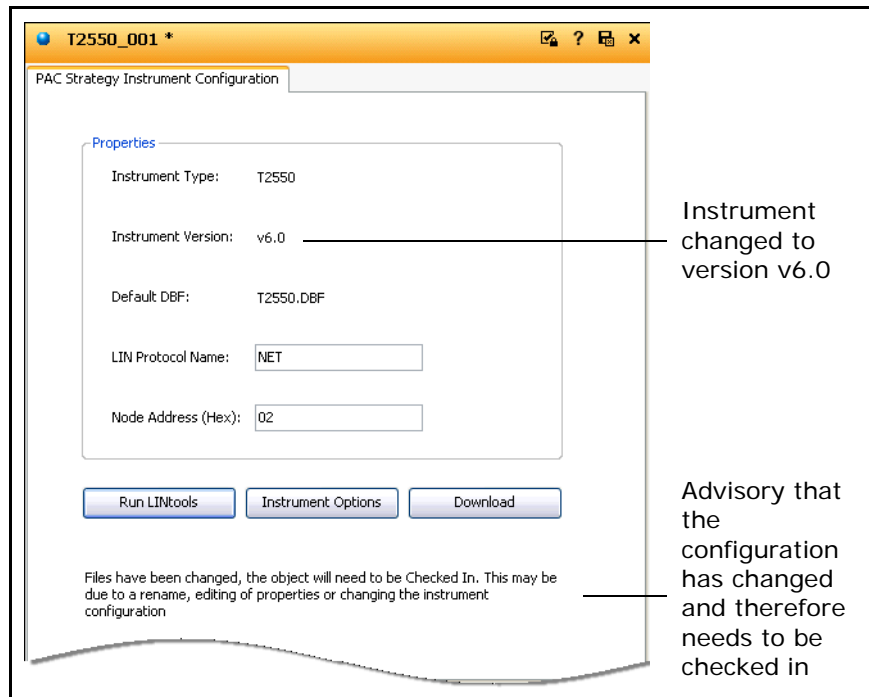 T2550_001 *
?
PAC Strategy Instrument Configuration
Properties
Instrument Type: T2550
Instrument Version: v6.0
Default DBF: T2550.DBF
LIN Protocol Name: NET
Node Address (Hex): 02
Run LINtools Instrument Options Download
Files have been changed, the object will need to be Checked In. This may be
due to a rename, editing of properties or changing the instrument
configuration
Instrument
changed to
version v6.0
Advisory that
the
configuration
has changed
and therefore
needs to be
checked in